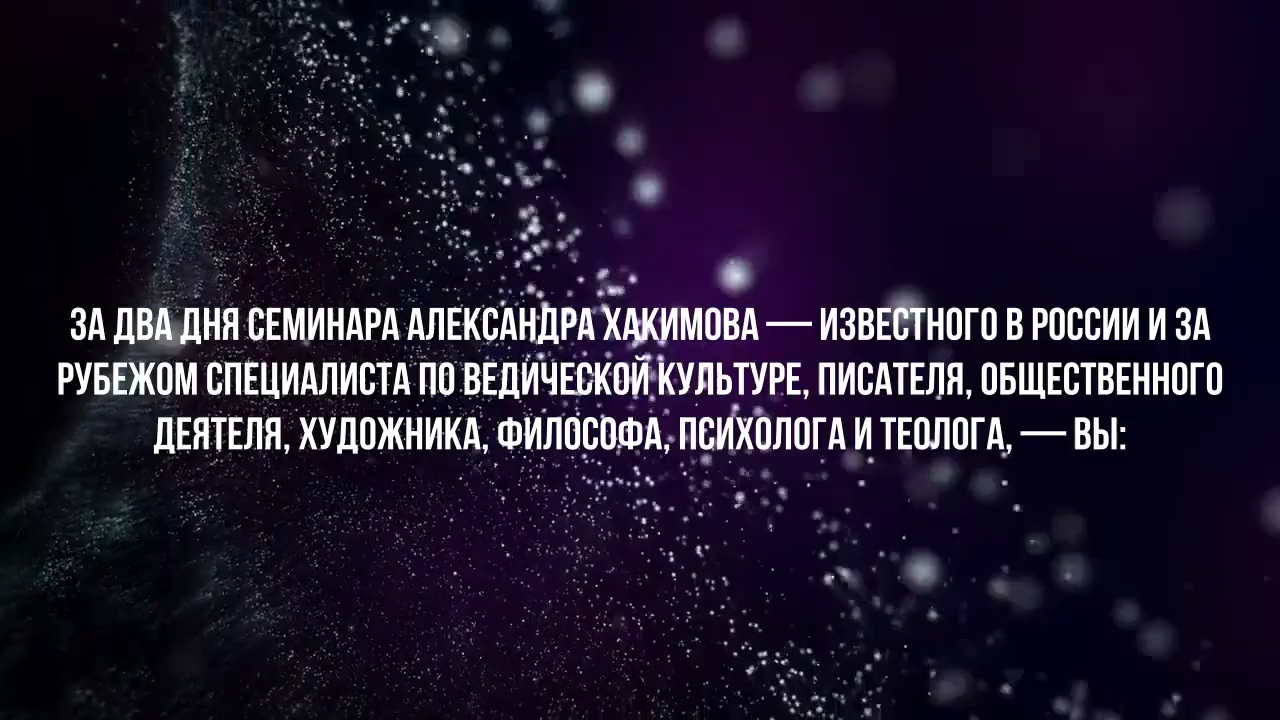 ЗА ДВА ДНЯ СЕМИНАРА АЛЕКСАНДРА ХАКИМОВА — ИЗВЕСТНОГО В РОССИИ И ЗА
РУБЕЖОМ СПЕЦИАЛИСТА ПО ВЕДИЧЕСКОЙ КУЛЬТУРЕ, ПИСАТЕЛЯ, ОБЩЕСТВЕННОГО
ДЕЯТЕЛЯ, ХУДОЖНИКА, ФИЛОСОФА, ПСИХОЛОГА И ТЕОЛОГА, — ВЫ: